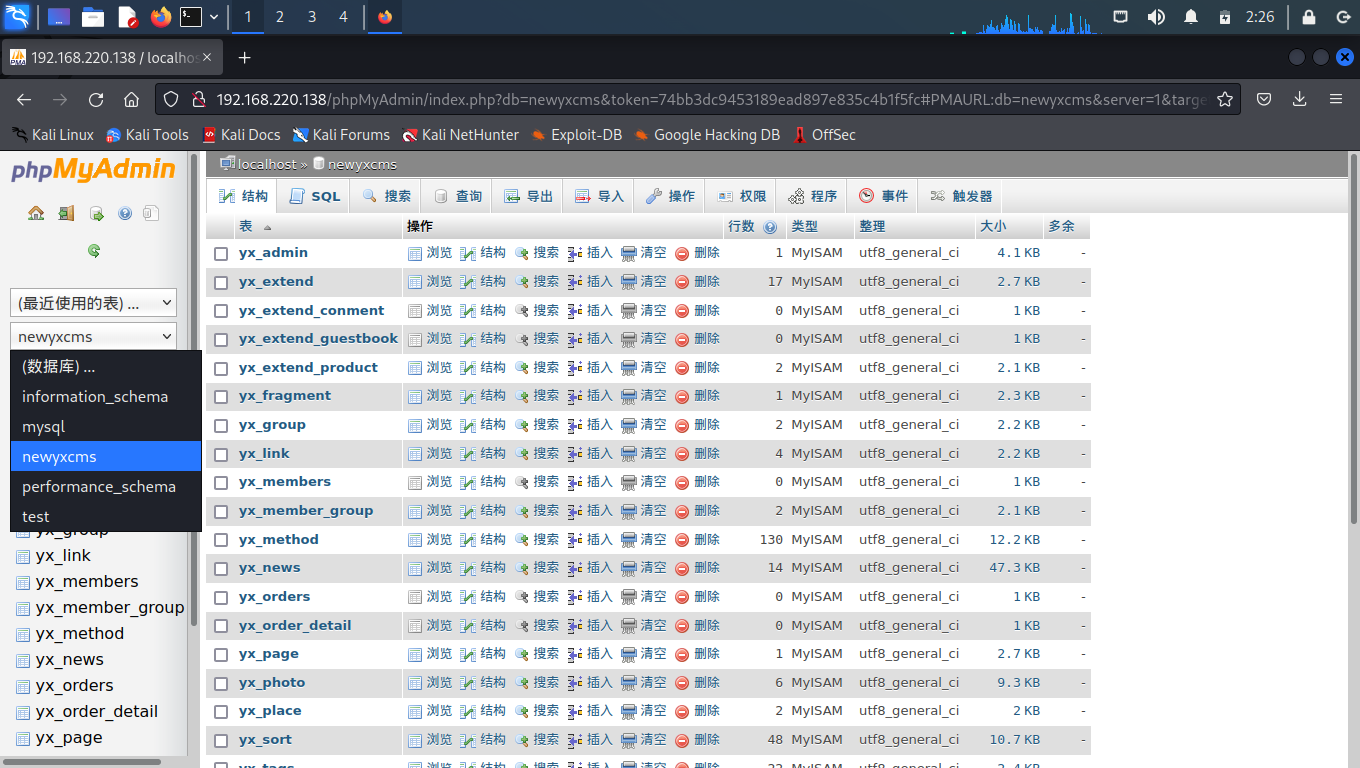 1 2 3 4 2:26
192.168.220.138 / localhos
192.168.220.138/phpMyAdmin/index.php?db=newyxcms&token=74bb3dc9453189ead897e835c4b1f5fc#PMAURL:db=newyxcms&server=1&targe
Kali Linux Kali Tools Kali Docs Kali Forums Kali NetHunter Exploit-DB Google Hacking DB OffSec
phpMyAdmin
(最近使用的表) ...
newyxcms
(数据库) ...
information_schema
mysql
newyxcms
performance_schema
test
yx_group
yx_link
yx_members
yx_member_group
yx_method
yx_news
yx_orders
yx_order_detail
yx_page
localhost » newyxcms
结构 SQL 搜索 查询 导出 导入 操作 权限 程序 事件 触发器
表 操作 行数 类型 整理 大小 多余
yx_admin 浏览 结构 搜索 插入 清空 删除 1 MyISAM utf8_general_ci 4.1 KB -
yx_extend 浏览 结构 搜索 插入 清空 删除 17 MyISAM utf8_general_ci 2.7 KB -
yx_extend_conment 浏览 结构 搜索 插入 清空 删除 0 MyISAM utf8_general_ci 1 KB -
yx_extend_guestbook 浏览 结构 搜索 插入 清空 删除 0 MyISAM utf8_general_ci 1 KB -
yx_extend_product 浏览 结构 搜索 插入 清空 删除 2 MyISAM utf8_general_ci 2.1 KB -
yx_fragment 浏览 结构 搜索 插入 清空 删除 1 MyISAM utf8_general_ci 2.3 KB -
yx_group 浏览 结构 搜索 插入 清空 删除 2 MyISAM utf8_general_ci 2.2 KB -
yx_link 浏览 结构 搜索 插入 清空 删除 4 MyISAM utf8_general_ci 2.2 KB -
yx_members 浏览 结构 搜索 插入 清空 删除 0 MyISAM utf8_general_ci 1 KB -
yx_member_group 浏览 结构 搜索 插入 清空 删除 2 MyISAM utf8_general_ci 2.1 KB -
yx_method 浏览 结构 搜索 插入 清空 删除 130 MyISAM utf8_general_ci 12.2 KB -
yx_news 浏览 结构 搜索 插入 清空 删除 14 MyISAM utf8_general_ci 47.3 KB -
yx_orders 浏览 结构 搜索 插入 清空 删除 0 MyISAM utf8_general_ci 1 KB -
yx_order_detail 浏览 结构 搜索 插入 清空 删除 0 MyISAM utf8_general_ci 1 KB -
yx_page 浏览 结构 搜索 插入 清空 删除 1 MyISAM utf8_general_ci 2.7 KB -
yx_photo 浏览 结构 搜索 插入 清空 删除 6 MyISAM utf8_general_ci 9.3 KB -
yx_place 浏览 结构 搜索 插入 清空 删除 2 MyISAM utf8_general_ci 2 KB -
yx_sort 浏览 结构 搜索 插入 清空 删除 48 MyISAM utf8_general_ci 10.7 KB -